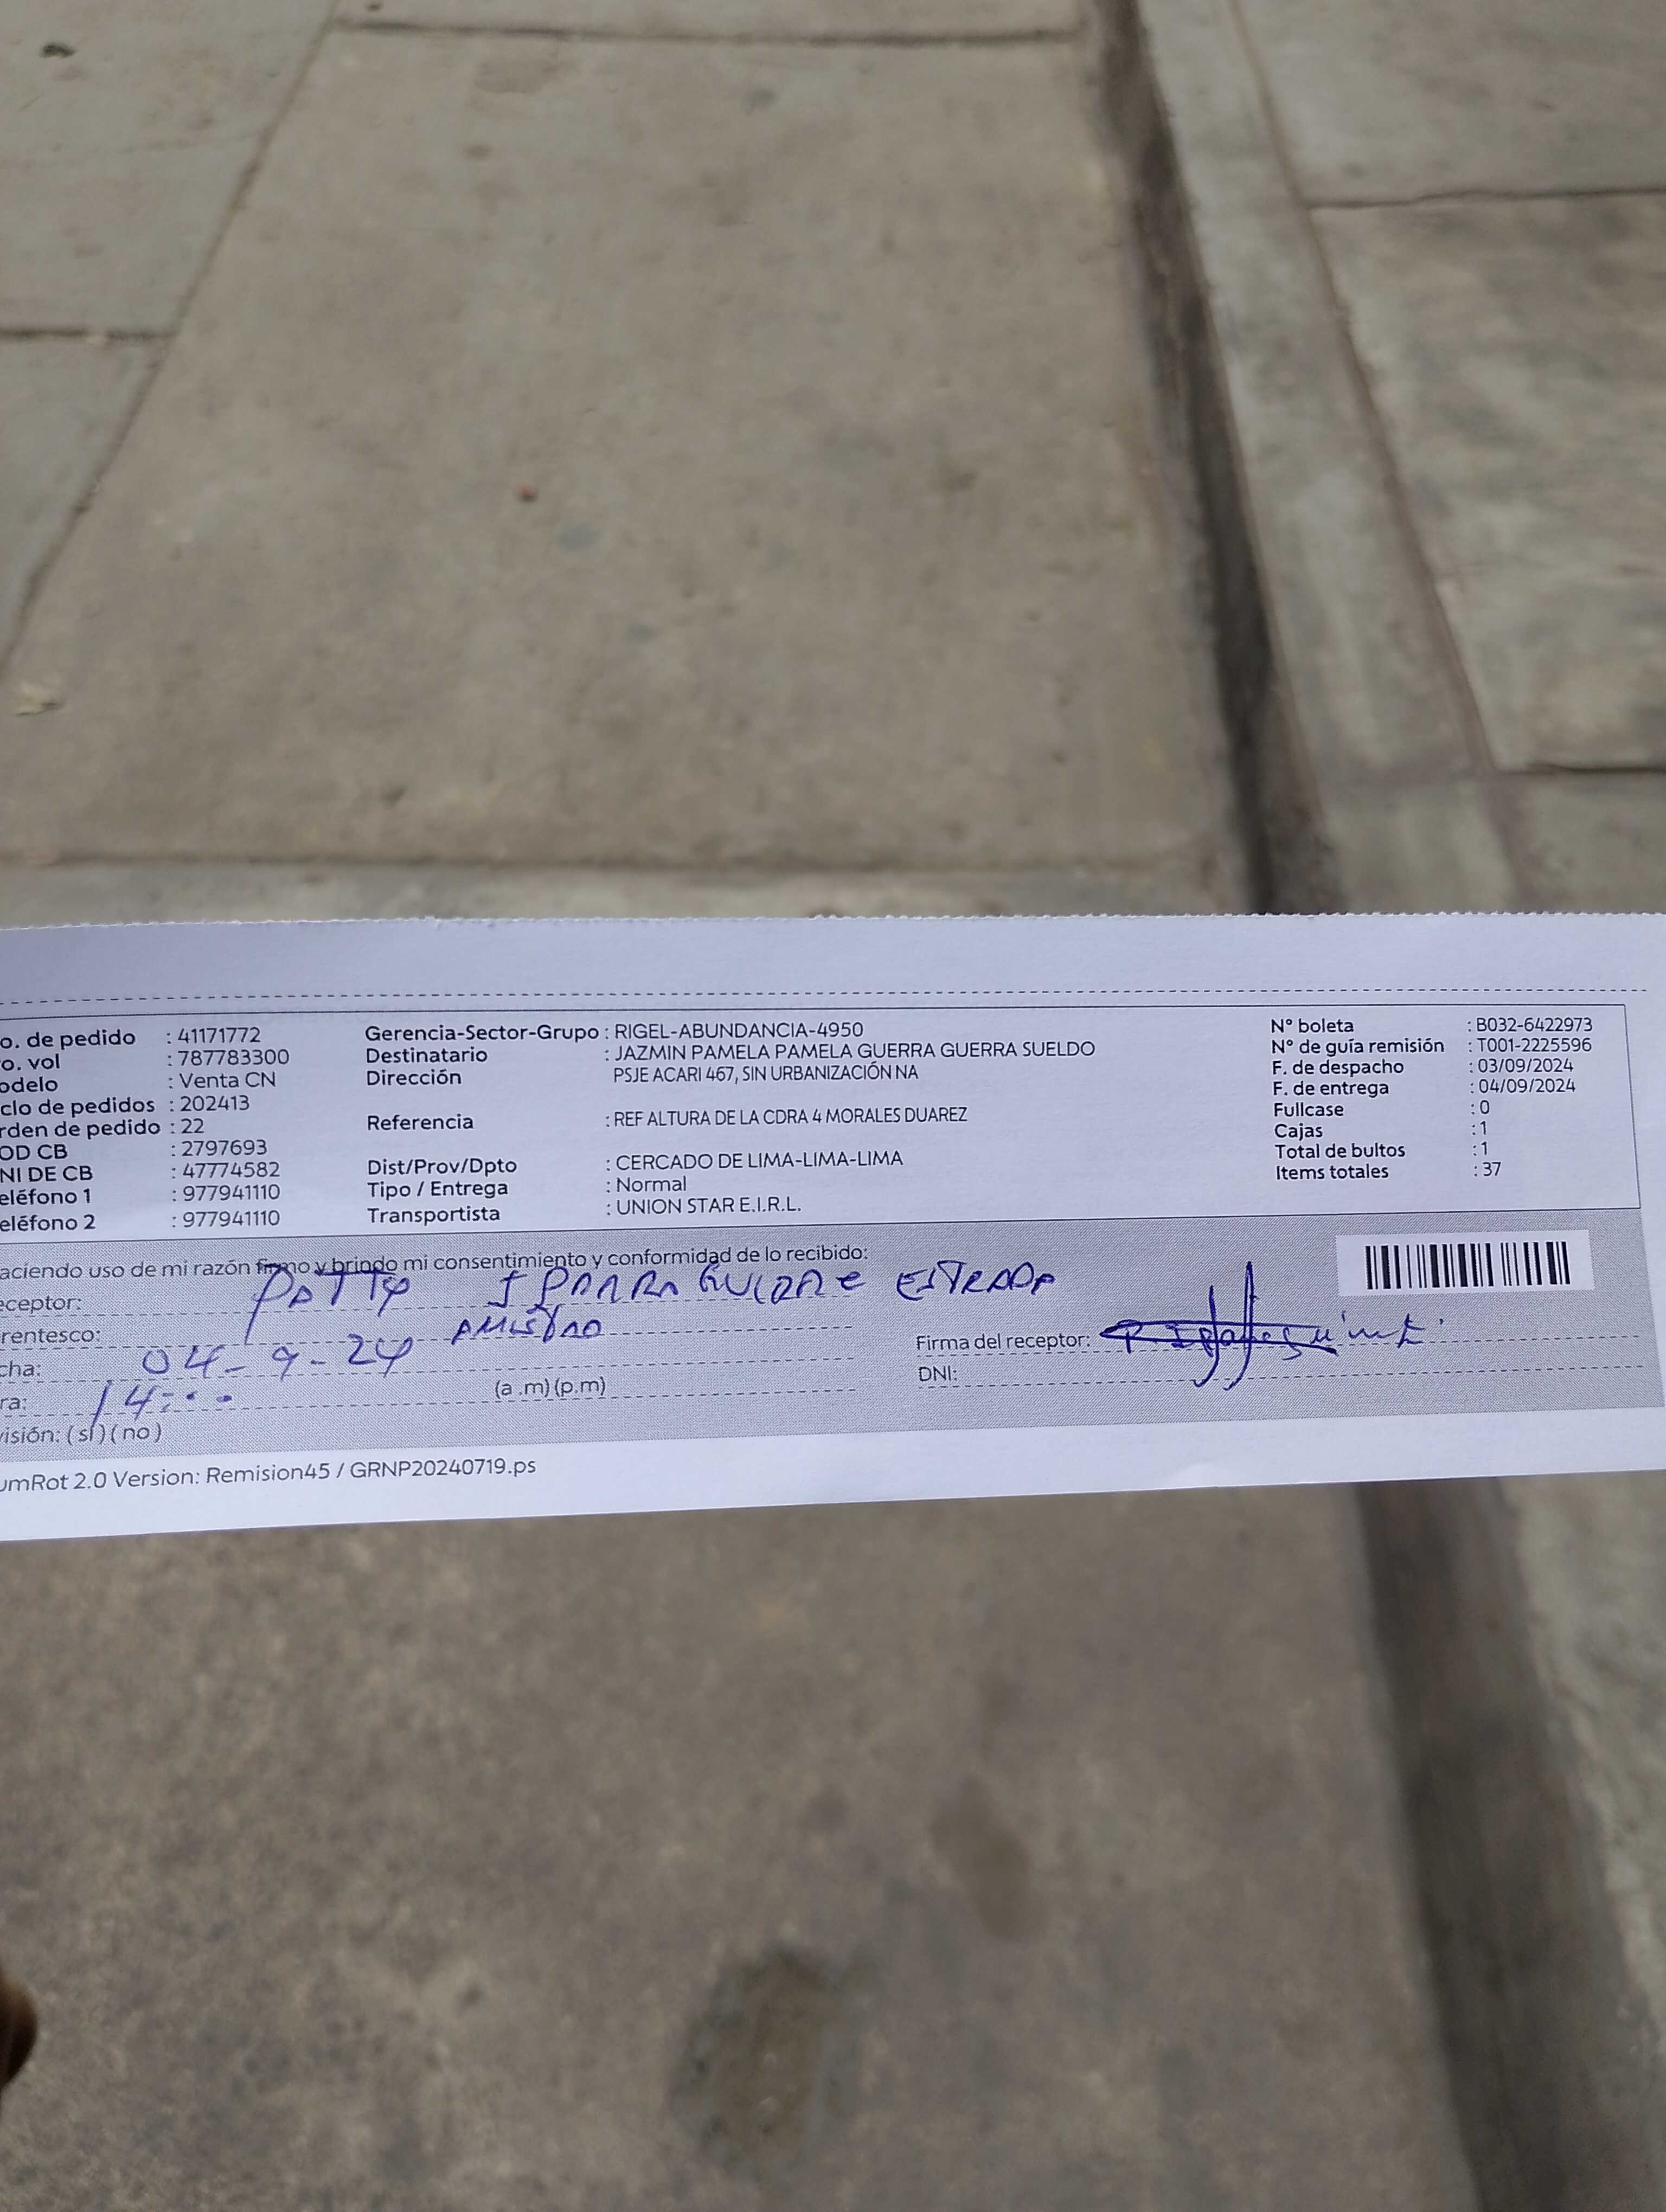 o. de pedido : 41171772
o. vol : 787783300
odelo : Venta CN
clo de pedidos : 202413
rden de pedido : 22
OD CB : 2797693
NI DE CB : 47774582
eléfono 1 : 977941110
eléfono 2 : 977941110
Gerencia-Sector-Grupo : RIGEL-ABUNDANCIA-4950
Destinatario : JAZMIN PAMELA PAMELA GUERRA GUERRA SUELDO
Dirección PSJE ACARI 467, SIN URBANIZACIÓN NA
Referencia : REF ALTURA DE LA CDRA 4 MORALES DUAREZ
Dist/Prov/Dpto : CERCADO DE LIMA-LIMA-LIMA
Tipo / Entrega : Normal
Transportista : UNION STAR E.I.R.L.
N° boleta : B032-6422973
N° de guía remisión : T001-2225596
F. de despacho : 03/09/2024
F. de entrega : 04/09/2024
Fullcase : 0
Cajas : 1
Total de bultos : 1
Items totales : 37
aciendo uso de mi razón firmo y brindo mi consentimiento y conformidad de lo recibido:
eceptor: PATTY ESTRADA
rentesco:
cha: 04-9-24
ra: 14: (a .m) (p.m)
visión: ( sí ) ( no )
Firma del receptor:
DNI:
umRot 2.0 Version: Remision45 / GRNP20240719.ps